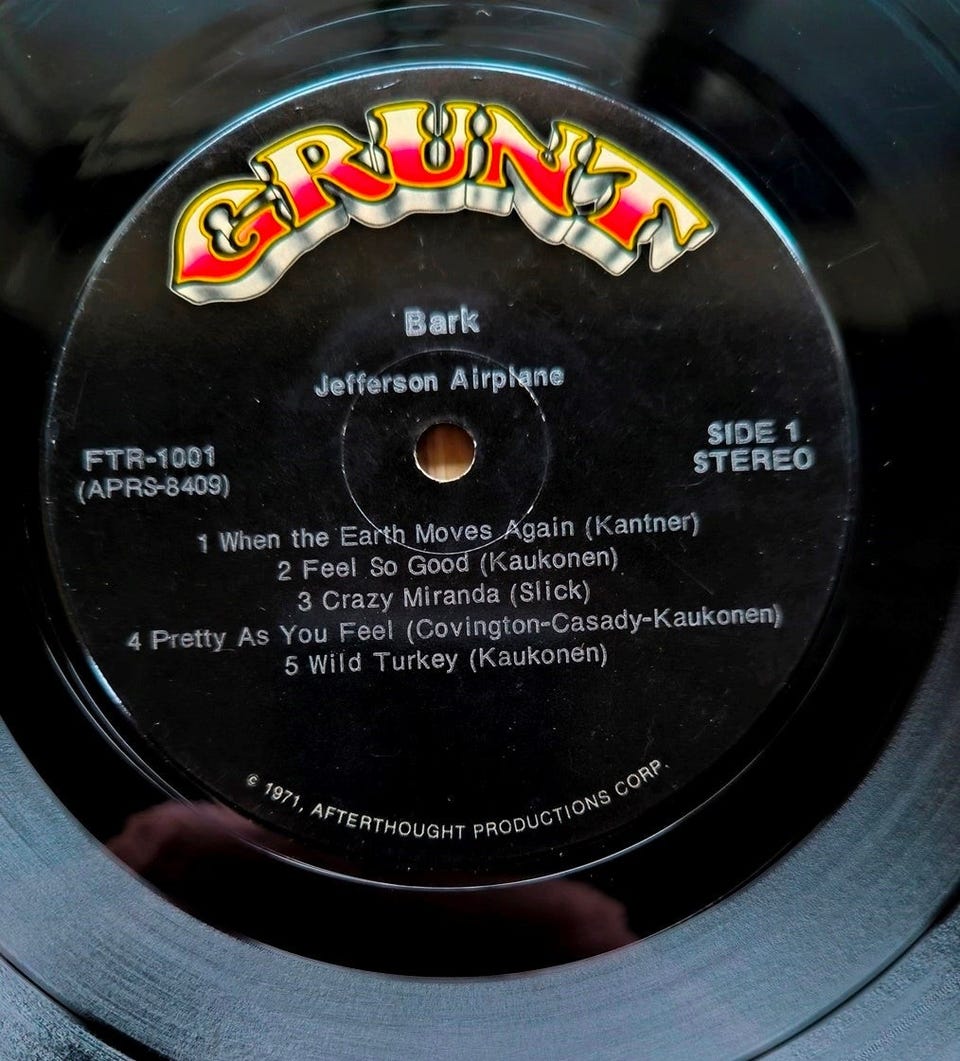 GRUNT
Bark
Jefferson Airplane
FTR-1001
(APRS-8409)
SIDE 1
STEREO
1 When the Earth Moves Again (Kantner)
2 Feel So Good (Kaukonen)
3 Crazy Miranda (Slick)
4 Pretty As You Feel (Covington-Casady-Kaukonen)
5 Wild Turkey (Kaukonen)
© 1971, AFTERTHOUGHT PRODUCTIONS CORP.